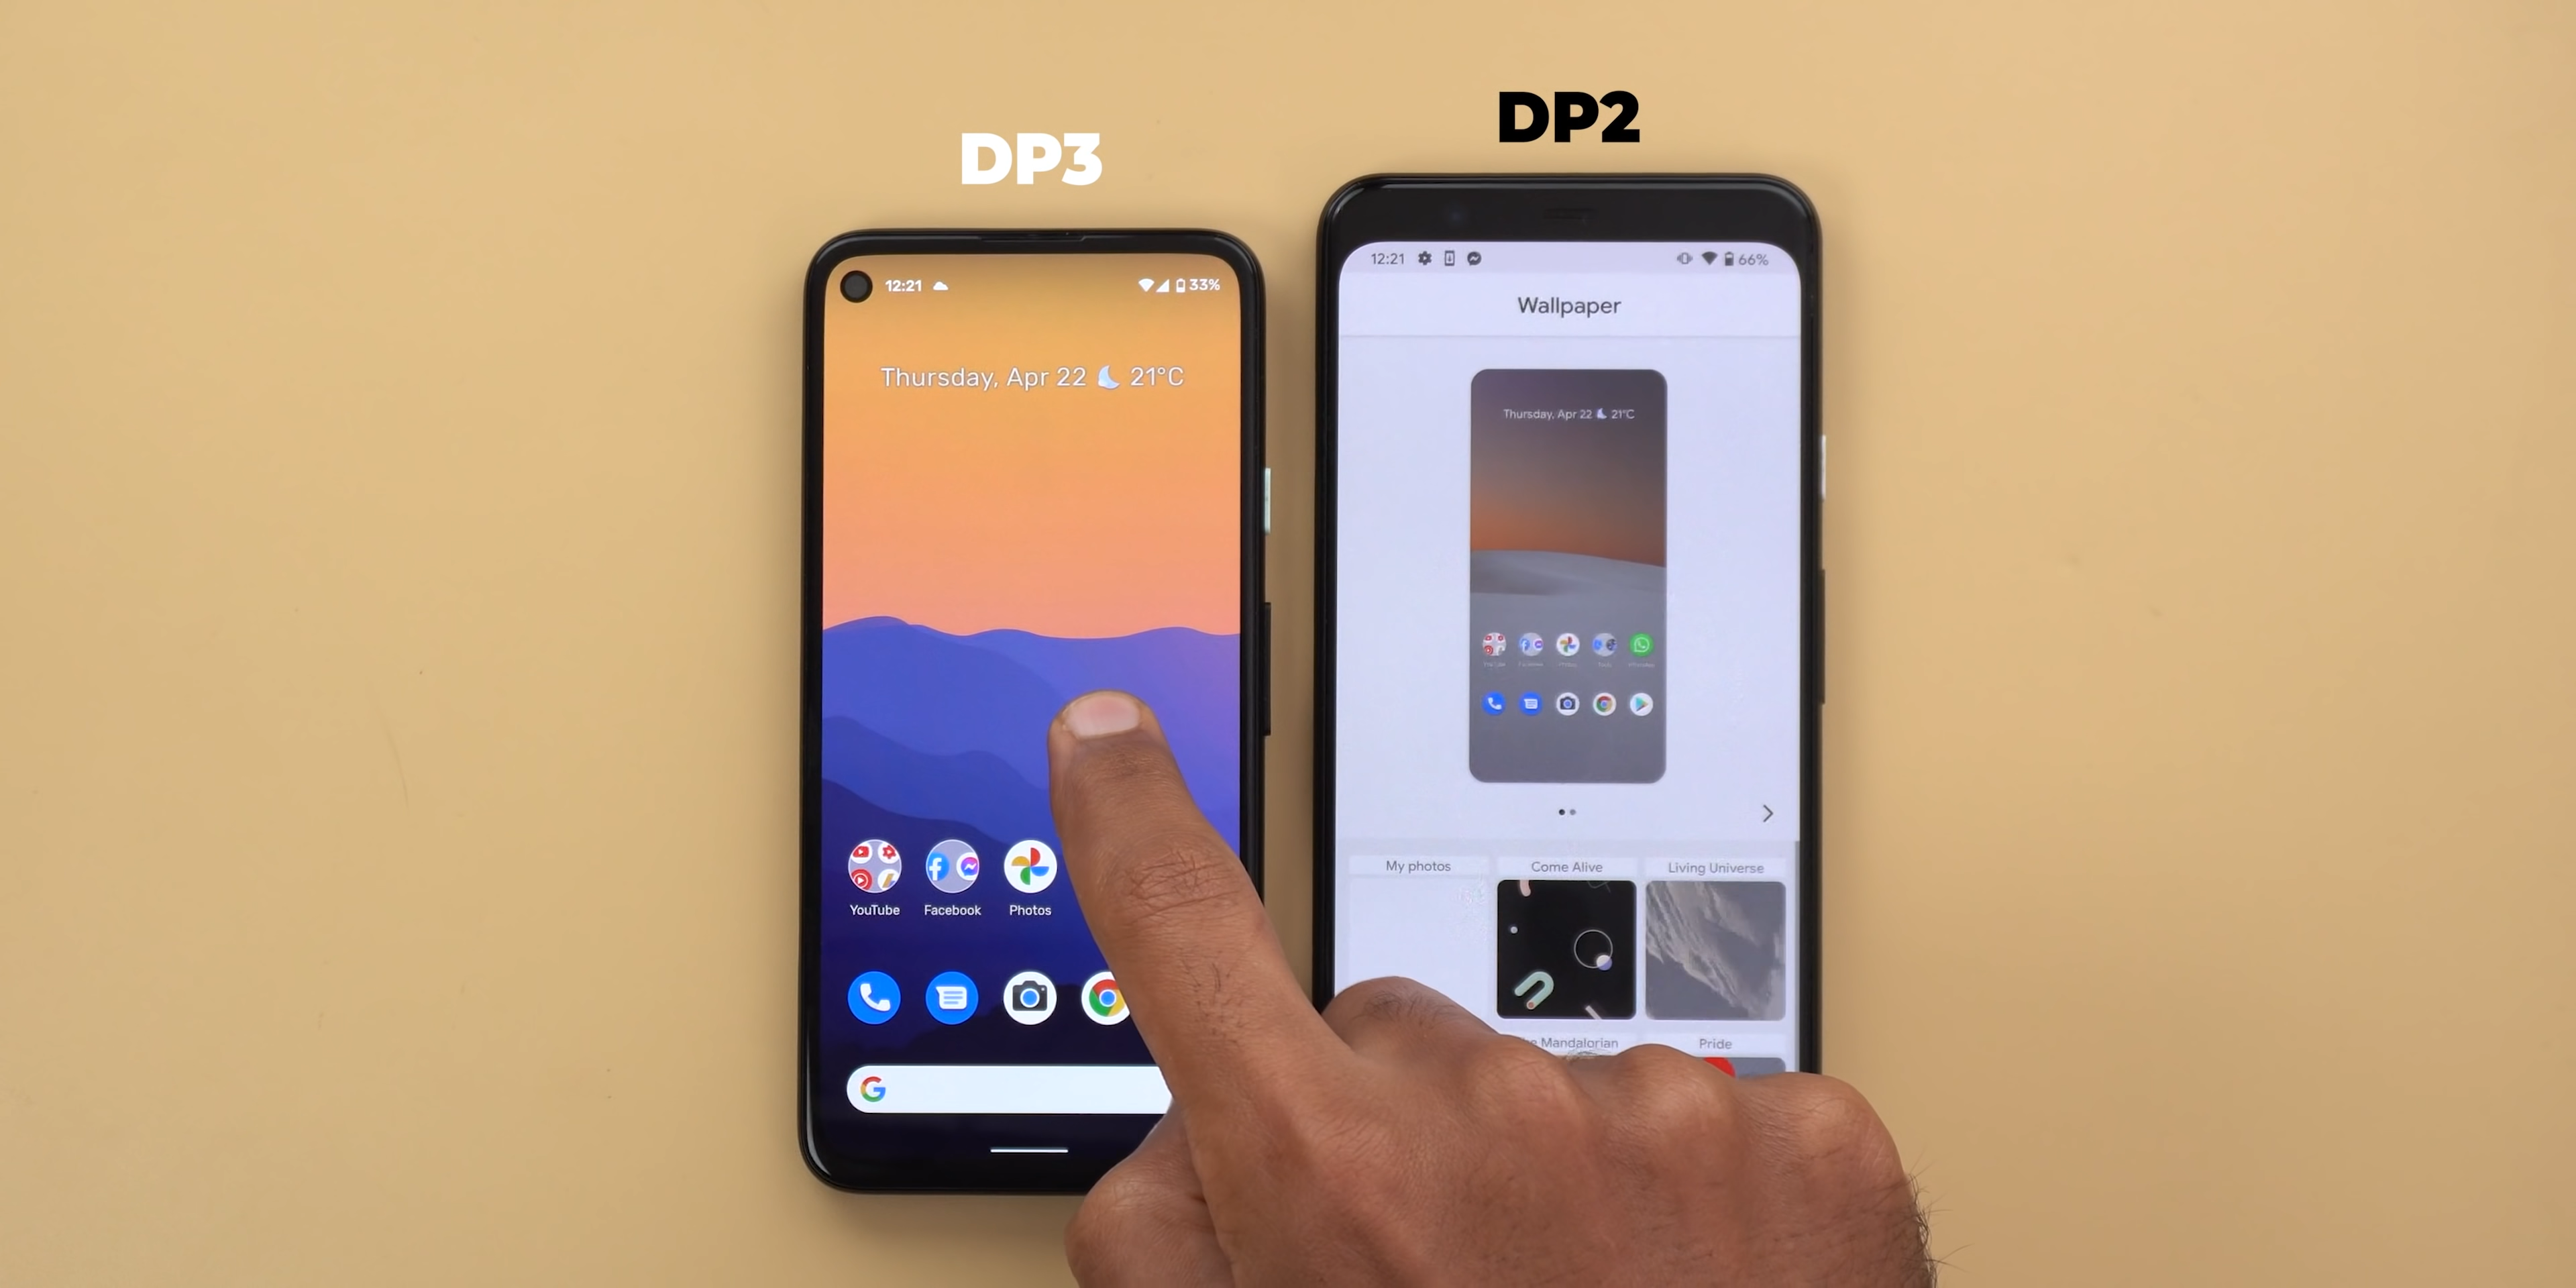 DP3
DP2
12:21
33%
Thursday, Apr 22 21°C
YouTube
Facebook
Photos
G
12:21
66%
Wallpaper
Thursday, Apr 22 21°C
My photos
Come Alive
Living Universe
Mandalorian
Pride